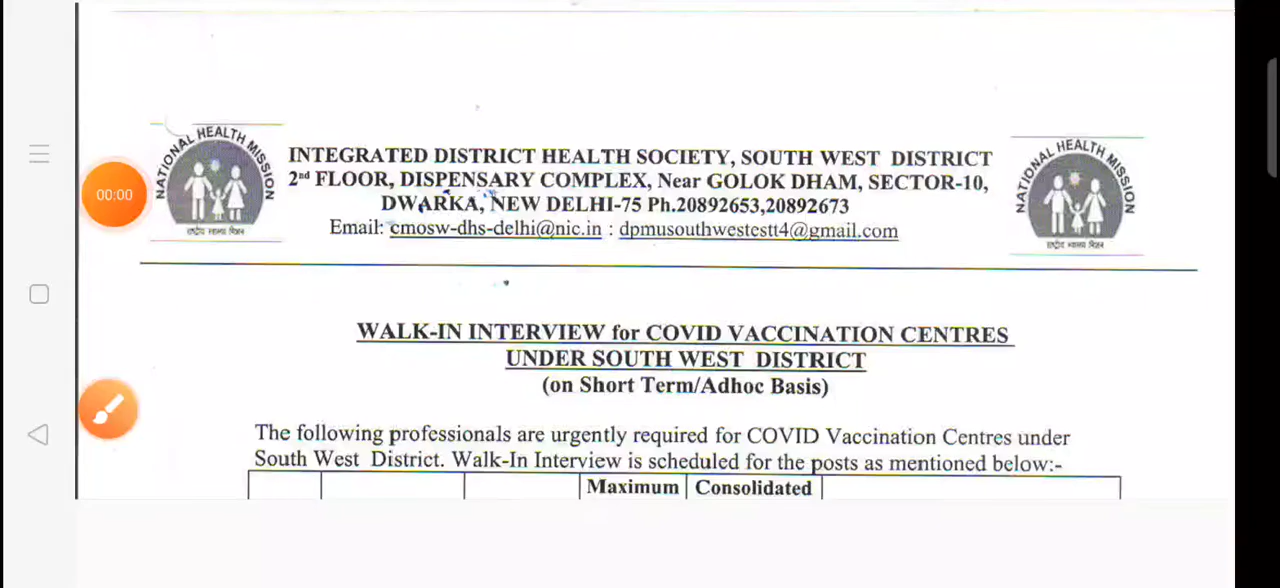 NATIONAL HEALTH MISSION
राष्ट्रीय स्वास्थ्य मिशन
00:00
INTEGRATED DISTRICT HEALTH SOCIETY, SOUTH WEST DISTRICT
2nd FLOOR, DISPENSARY COMPLEX, Near GOLOK DHAM, SECTOR-10,
DWARKA, NEW DELHI-75 Ph.20892653,20892673
Email: cmosw-dhs-delhi@nic.in : dpmusouthwestestt4@gmail.com
NATIONAL HEALTH MISSION
राष्ट्रीय स्वास्थ्य मिशन
WALK-IN INTERVIEW for COVID VACCINATION CENTRES
UNDER SOUTH WEST DISTRICT
(on Short Term/Adhoc Basis)
The following professionals are urgently required for COVID Vaccination Centres under
South West District. Walk-In Interview is scheduled for the posts as mentioned below:-
Maximum Consolidated